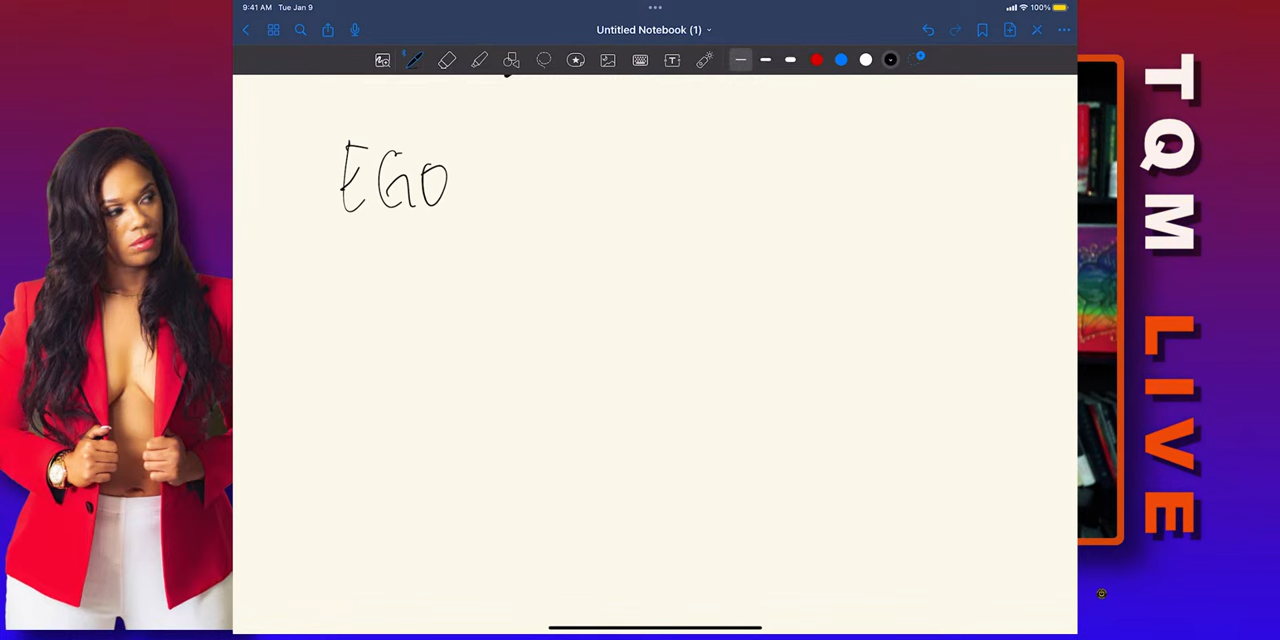 9:41 AM Tue Jan 9
100%
Untitled Notebook (1)
T
EGO
TQM LIVE